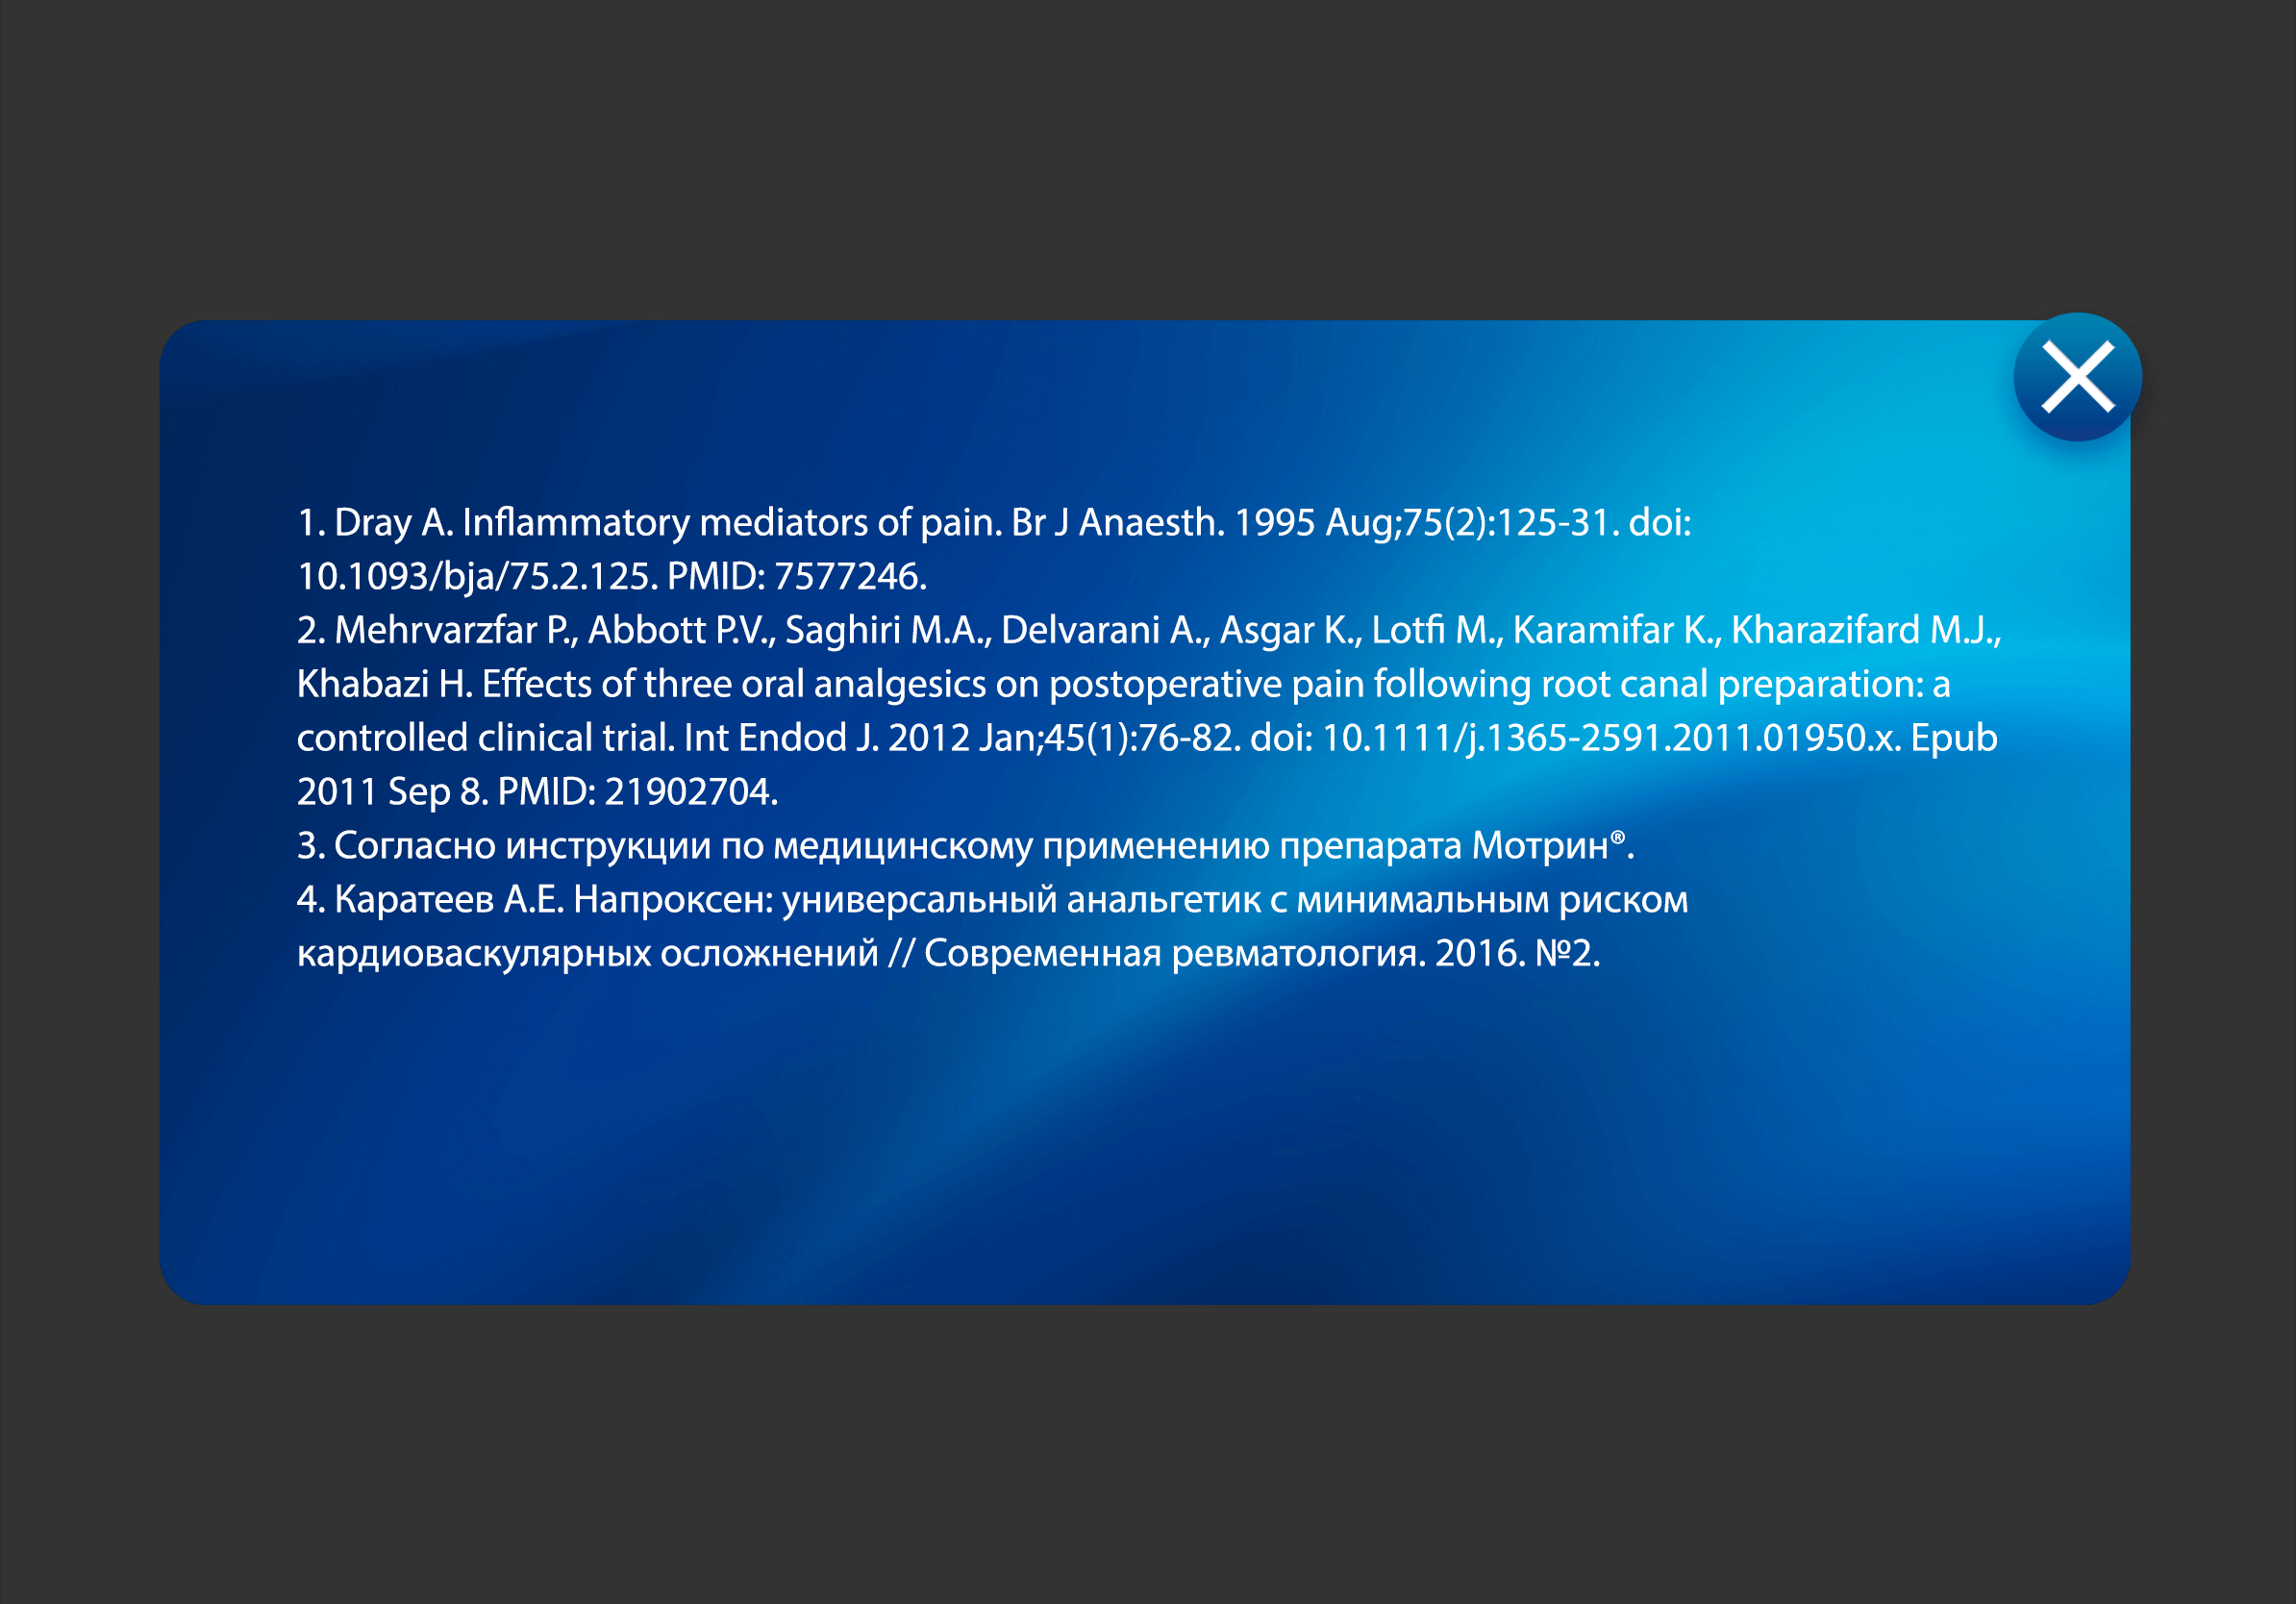 1. Dray A. Inflammatory mediators of pain. Br J Anaesth. 1995 Aug;75(2):125-31. doi:
10.1093/bja/75.2.125. PMID: 7577246.
2. Mehrvarzfar P., Abbott P.V., Saghiri M.A., Delvarani A., Asgar K., Lotfi M., Karamifar K., Kharazifard M.J.,
Khabazi H. Effects of three oral analgesics on postoperative pain following root canal preparation: a
controlled clinical trial. Int Endod J. 2012 Jan;45(1):76-82. doi: 10.1111/j.1365-2591.2011.01950.x. Epub
2011 Sep 8. PMID: 21902704.
3. Согласно инструкции по медицинскому применению препарата Мотрин®.
4. Каратеев А.Е. Напроксен: универсальный анальгетик с минимальным риском
кардиоваскулярных осложнений // Современная ревматология. 2016. №2.